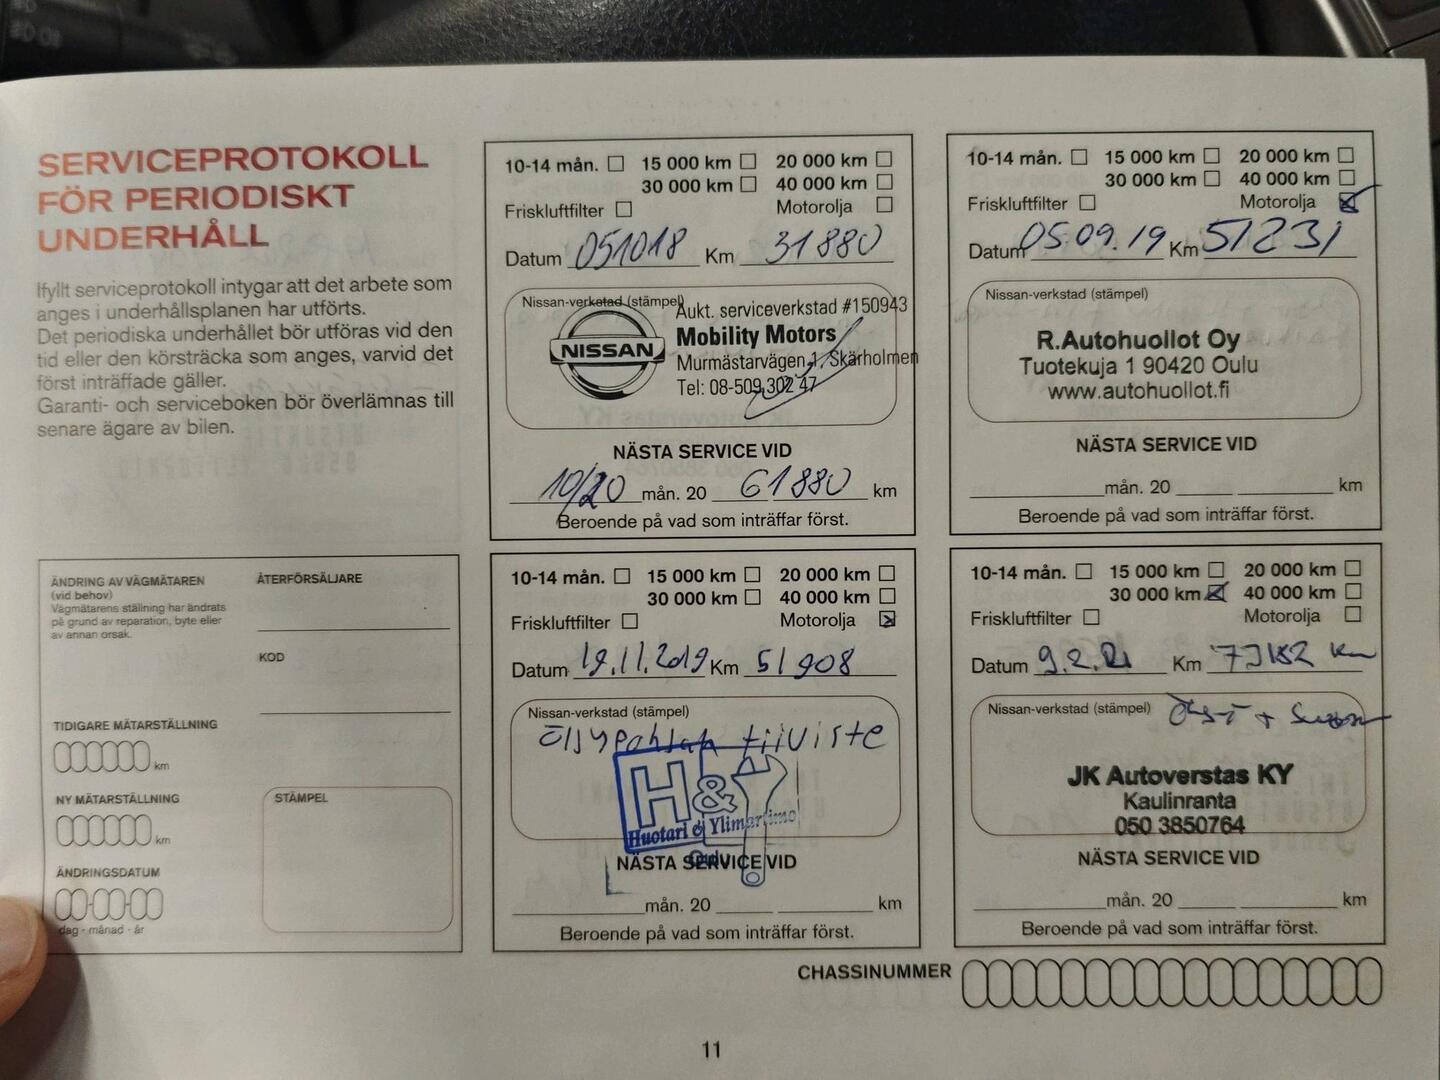 SERVICEPROTOKOLL
FÖR PERIODISKT
UNDERHÅLL
Ifyllt serviceprotokoll intygar att det arbete som
anges i underhållsplanen har utförts.
Det periodiska underhållet bör utföras vid den
tid eller den körsträcka som anges, varvid det
först inträffade gäller.
Garanti- och serviceboken bör överlämnas till
senare ägare av bilen.
10-14 mån. 15 000 km 20 000 km
30 000 km 40 000 km
Friskluftfilter Motorolja
Datum 051018 Km 31880
Nissan-verkstad (stämpel)
Aukt. serviceverkstad #150943
NISSAN
Mobility Motors
Murmästarvägen 1, Skärholmen
Tel: 08-509 302 47
NÄSTA SERVICE VID
10/20 mån. 20 61880 km
Beroende på vad som inträffar först.
10-14 mån. 15 000 km 20 000 km
30 000 km 40 000 km
Friskluftfilter Motorolja
Datum 05.09.19 Km 51231
Nissan-verkstad (stämpel)
R.Autohuollot Oy
Tuotekuja 1 90420 Oulu
www.autohuollot.fi
NÄSTA SERVICE VID
mån. 20 km
Beroende på vad som inträffar först.
ÄNDRING AV VÄGMÄTAREN
(vid behov)
Vägmätarens ställning har ändrats
på grund av reparation, byte eller
av annan orsak.
ÅTERFÖRSÄLJARE
KOD
TIDIGARE MÄTARSTÄLLNING
km
NY MÄTARSTÄLLNING
km
ÄNDRINGSDATUM
dag - månad - år
STÄMPEL
10-14 mån. 15 000 km 20 000 km
30 000 km 40 000 km
Friskluftfilter Motorolja
Datum 19.11.2019 Km 51908
Nissan-verkstad (stämpel)
Öljypohjan tiiviste
H&Y
Huotari & Ylimartimo
Oulu
NÄSTA SERVICE VID
mån. 20 km
Beroende på vad som inträffar först.
10-14 mån. 15 000 km 20 000 km
30 000 km 40 000 km
Friskluftfilter Motorolja
Datum 9.2.21 Km km
Nissan-verkstad (stämpel)
JK Autoverstas KY
Kaulinranta
050 3850764
NÄSTA SERVICE VID
mån. 20 km
Beroende på vad som inträffar först.
CHASSINUMMER
11